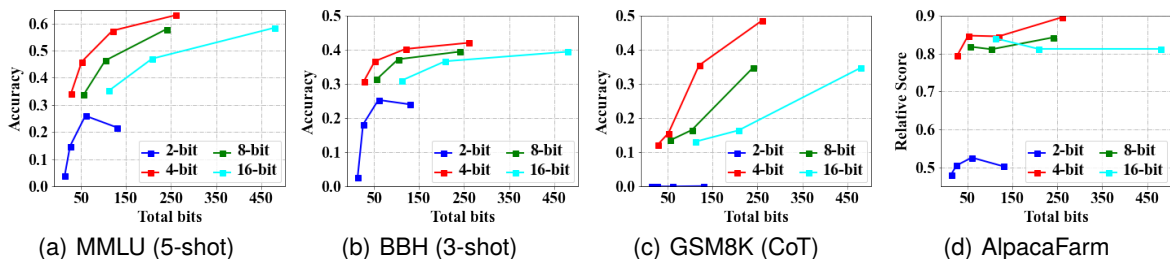 0.6
0.5
0.4
0.3
0.2
0.1
0.0
Accuracy
50 150 250 350 450
Total bits
2-bit 8-bit
4-bit 16-bit
(a) MMLU (5-shot)
0.5
0.4
0.3
0.2
0.1
0.0
Accuracy
50 150 250 350 450
Total bits
2-bit 8-bit
4-bit 16-bit
(b) BBH (3-shot)
0.5
0.4
0.3
0.2
0.1
0.0
Accuracy
50 150 250 350 450
Total bits
2-bit 8-bit
4-bit 16-bit
(c) GSM8K (CoT)
0.9
0.8
0.7
0.6
0.5
Relative Score
50 150 250 350 450
Total bits
2-bit 8-bit
4-bit 16-bit
(d) AlpacaFarm